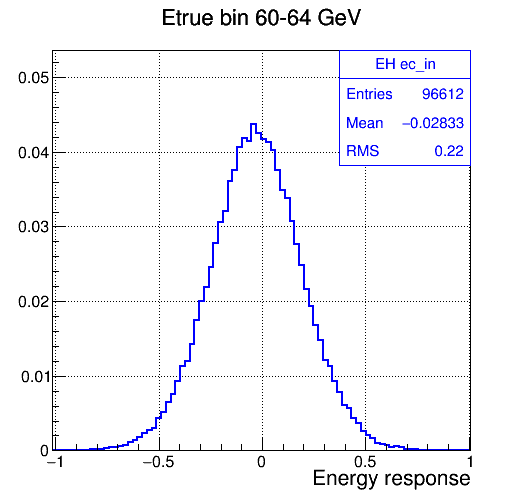 Etrue bin 60-64 GeV
EH ec_in
Entries 96612
Mean −0.02833
RMS 0.22
0.05
0.04
0.03
0.02
0.01
0
−1 −0.5 0 0.5 1
Energy response